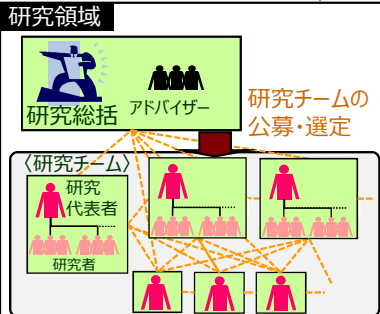 研究領域
研究総括
アドバイザー
研究チームの
公募・選定
〈研究チーム〉
研究
代表者
研究者